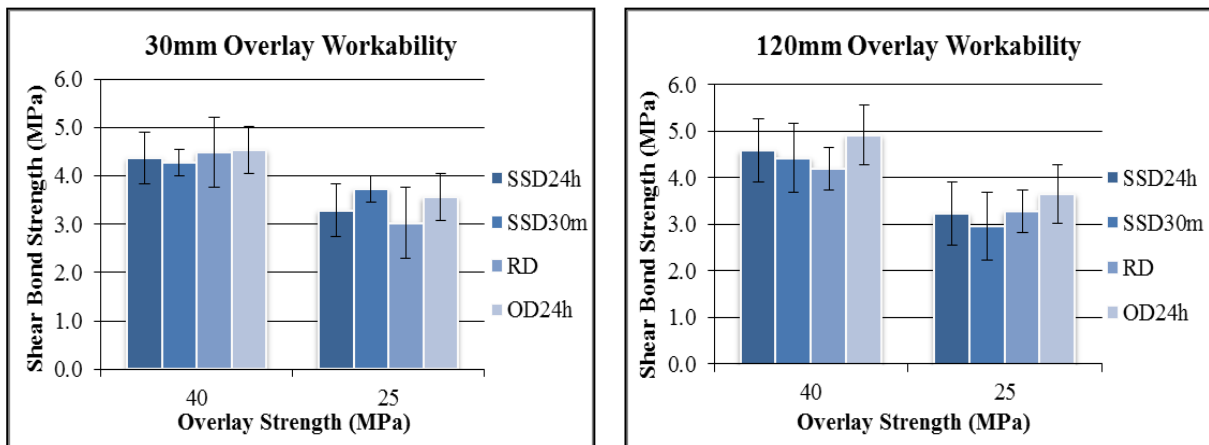 30mm Overlay Workability
Shear Bond Strength (MPa)
6.0
5.0
4.0
3.0
2.0
1.0
0.0
40 25
Overlay Strength (MPa)
SSD24h
SSD30m
RD
OD24h
120mm Overlay Workability
Shear Bond Strength (MPa)
6.0
5.0
4.0
3.0
2.0
1.0
0.0
40 25
Overlay Strength (MPa)
SSD24h
SSD30m
RD
OD24h